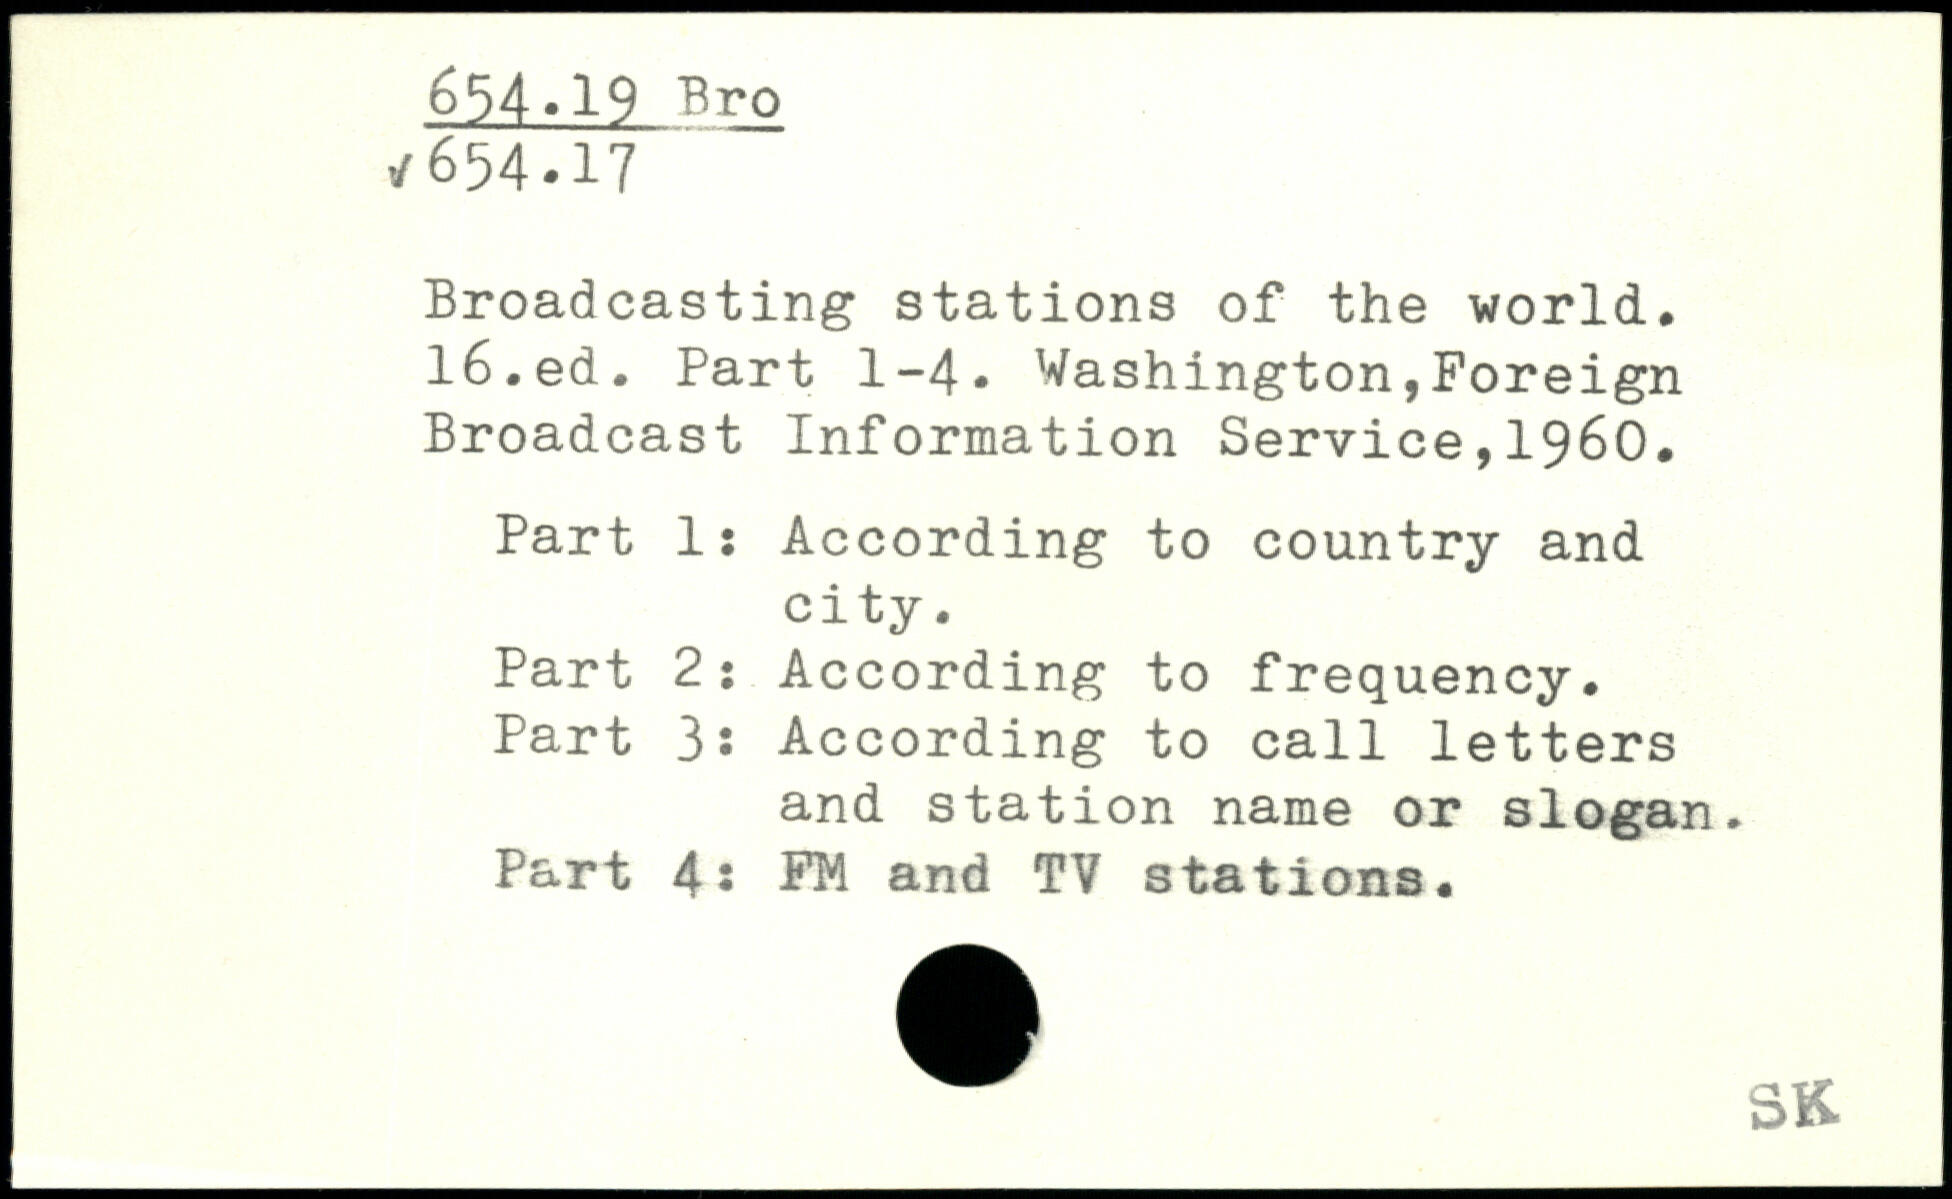 654.19 Bro
✓654.17
Broadcasting stations of the world.
16.ed. Part 1-4. Washington,Foreign
Broadcast Information Service,1960.
Part 1: According to country and
city.
Part 2: According to frequency.
Part 3: According to call letters
and station name or slogan.
Part 4: FM and TV stations.
SK